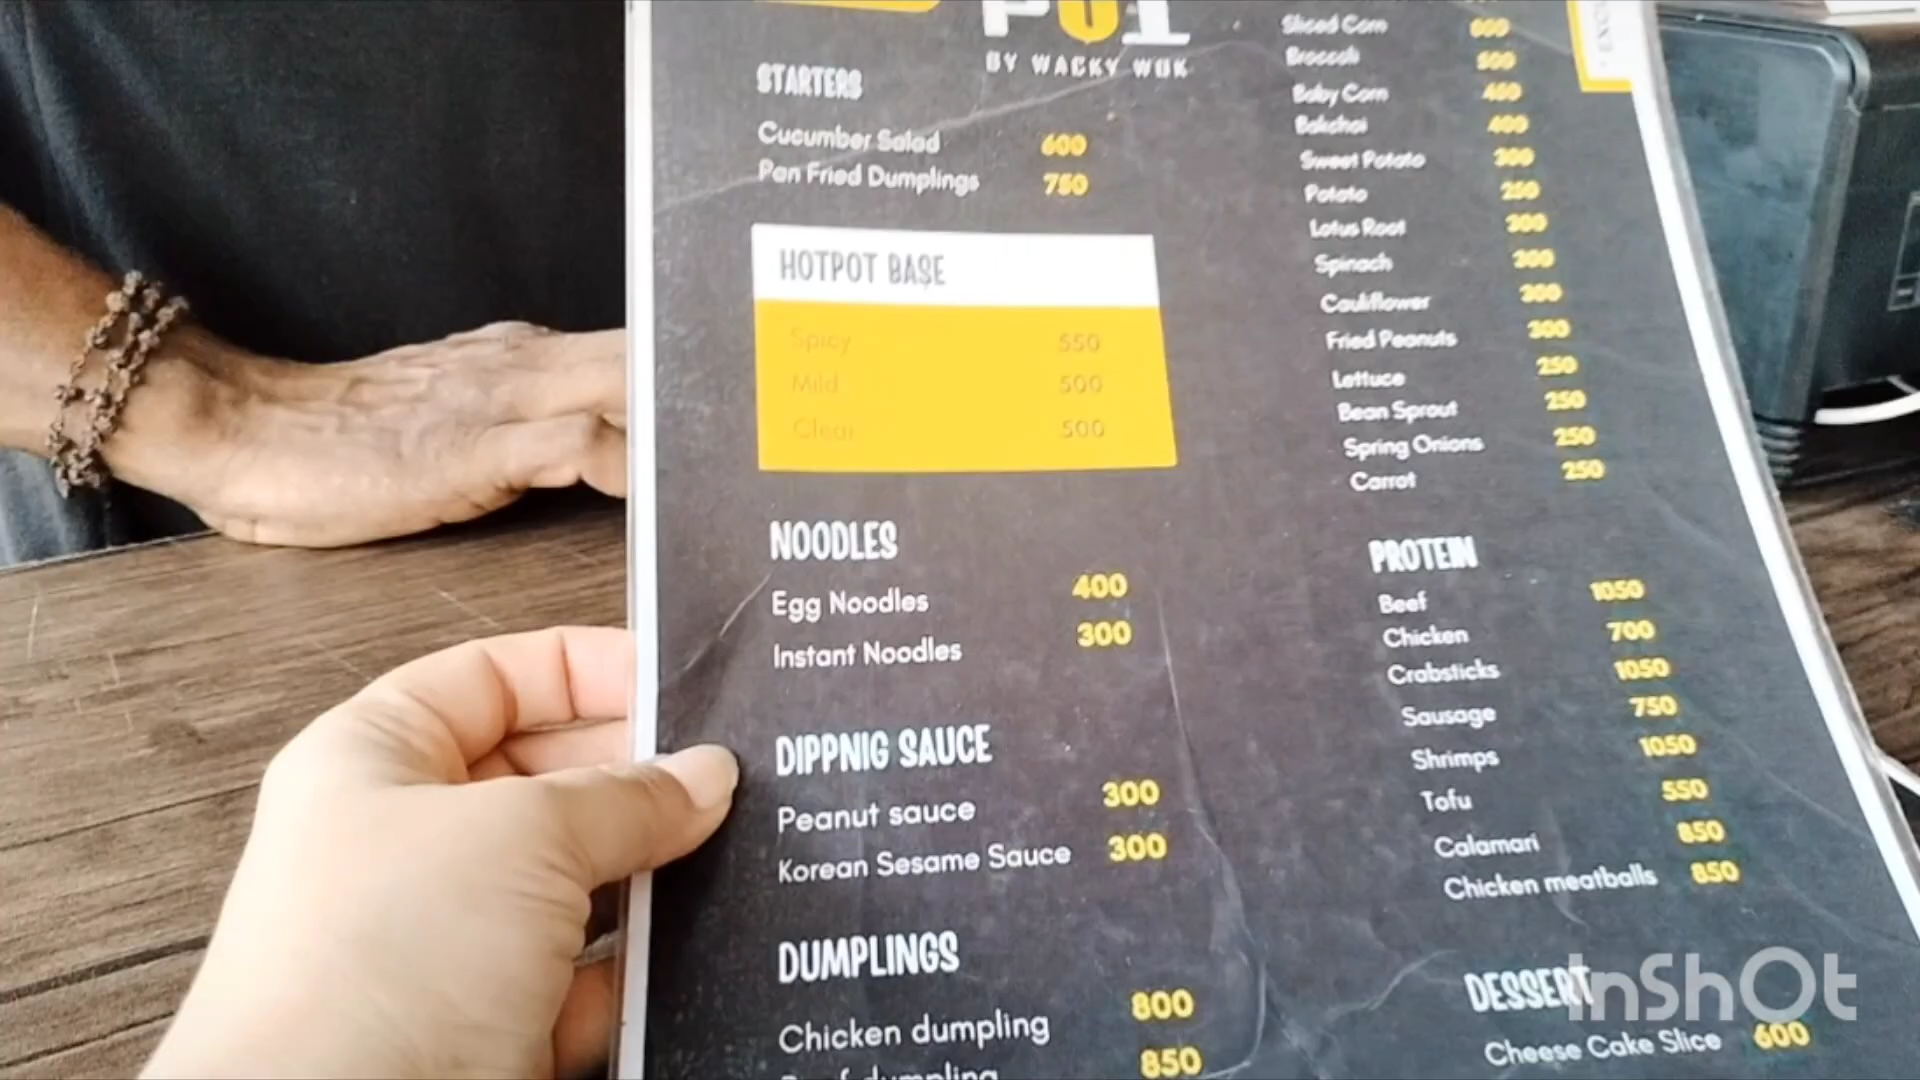 BY WACKY WOK
STARTERS
Cucumber Salad 600
Pan Fried Dumplings 750
HOTPOT BASE
Spicy 550
Mild 500
Clear 500
NOODLES
Egg Noodles 400
Instant Noodles 300
DIPPNIG SAUCE
Peanut sauce 300
Korean Sesame Sauce 300
DUMPLINGS
Chicken dumpling 800
dumpling 850
Sliced Corn 600
Broccoli 500
Baby Corn 450
Bakchoi 400
Sweet Potato 300
Potato 250
Lotus Root 300
Spinach 300
Cauliflower 300
Fried Peanuts 300
Lettuce 250
Bean Sprout 250
Spring Onions 250
Carrot 250
PROTEIN
Beef 1050
Chicken 700
Crabsticks 1050
Sausage 750
Shrimps 1050
Tofu 550
Calamari 850
Chicken meatballs 850
DESSERT
Cheese Cake Slice 600
InShOt